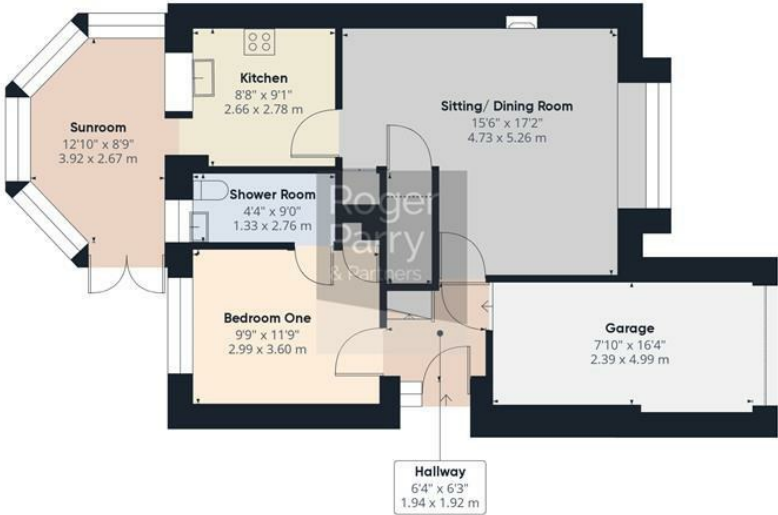 Kitchen
8'8" x 9'1"
2.66 x 2.78 m
Sunroom
12'10" x 8'9"
3.92 x 2.67 m
Sitting/ Dining Room
15'6" x 17'2"
4.73 x 5.26 m
Shower Room
4'4" x 9'0"
1.33 x 2.76 m
Roger
Parry
& Partners
Bedroom One
9'9" x 11'9"
2.99 x 3.60 m
Garage
7'10" x 16'4"
2.39 x 4.99 m
Hallway
6'4" x 6'3"
1.94 x 1.92 m